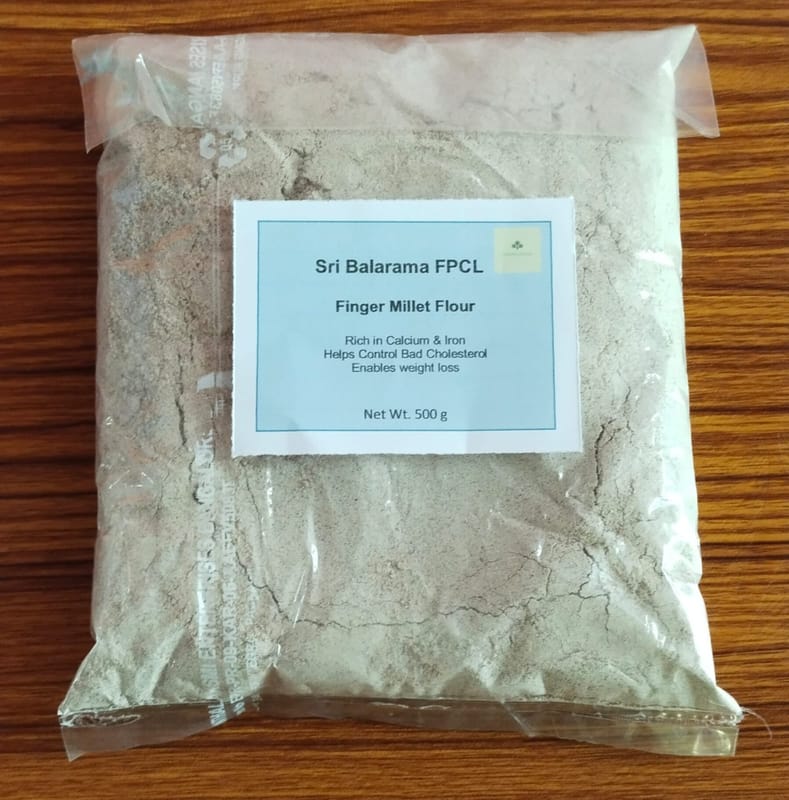 Sri Balarama FPCL
Finger Millet Flour
Rich in Calcium & Iron
Helps Control Bad Cholesterol
Enables weight loss
Net Wt. 500 g